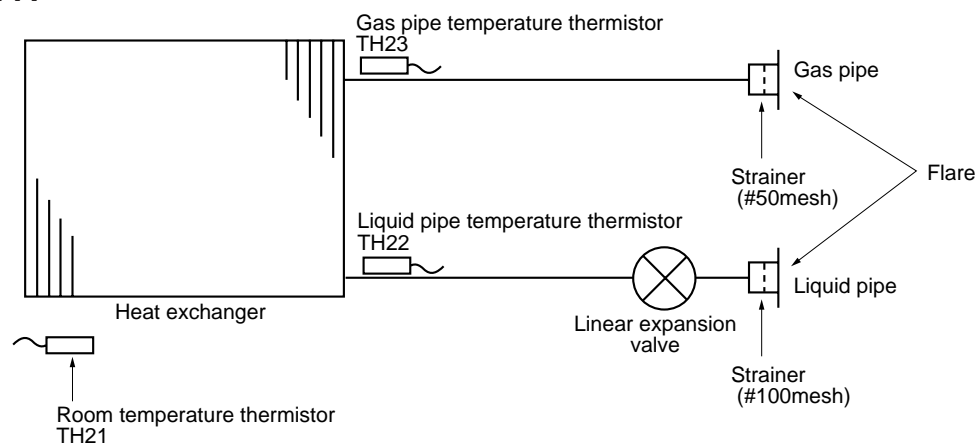 Gas pipe temperature thermistor
TH23
Gas pipe
Strainer
(#50mesh)
Flare
Liquid pipe temperature thermistor
TH22
Liquid pipe
Heat exchanger
Linear expansion
valve
Strainer
(#100mesh)
Room temperature thermistor
TH21